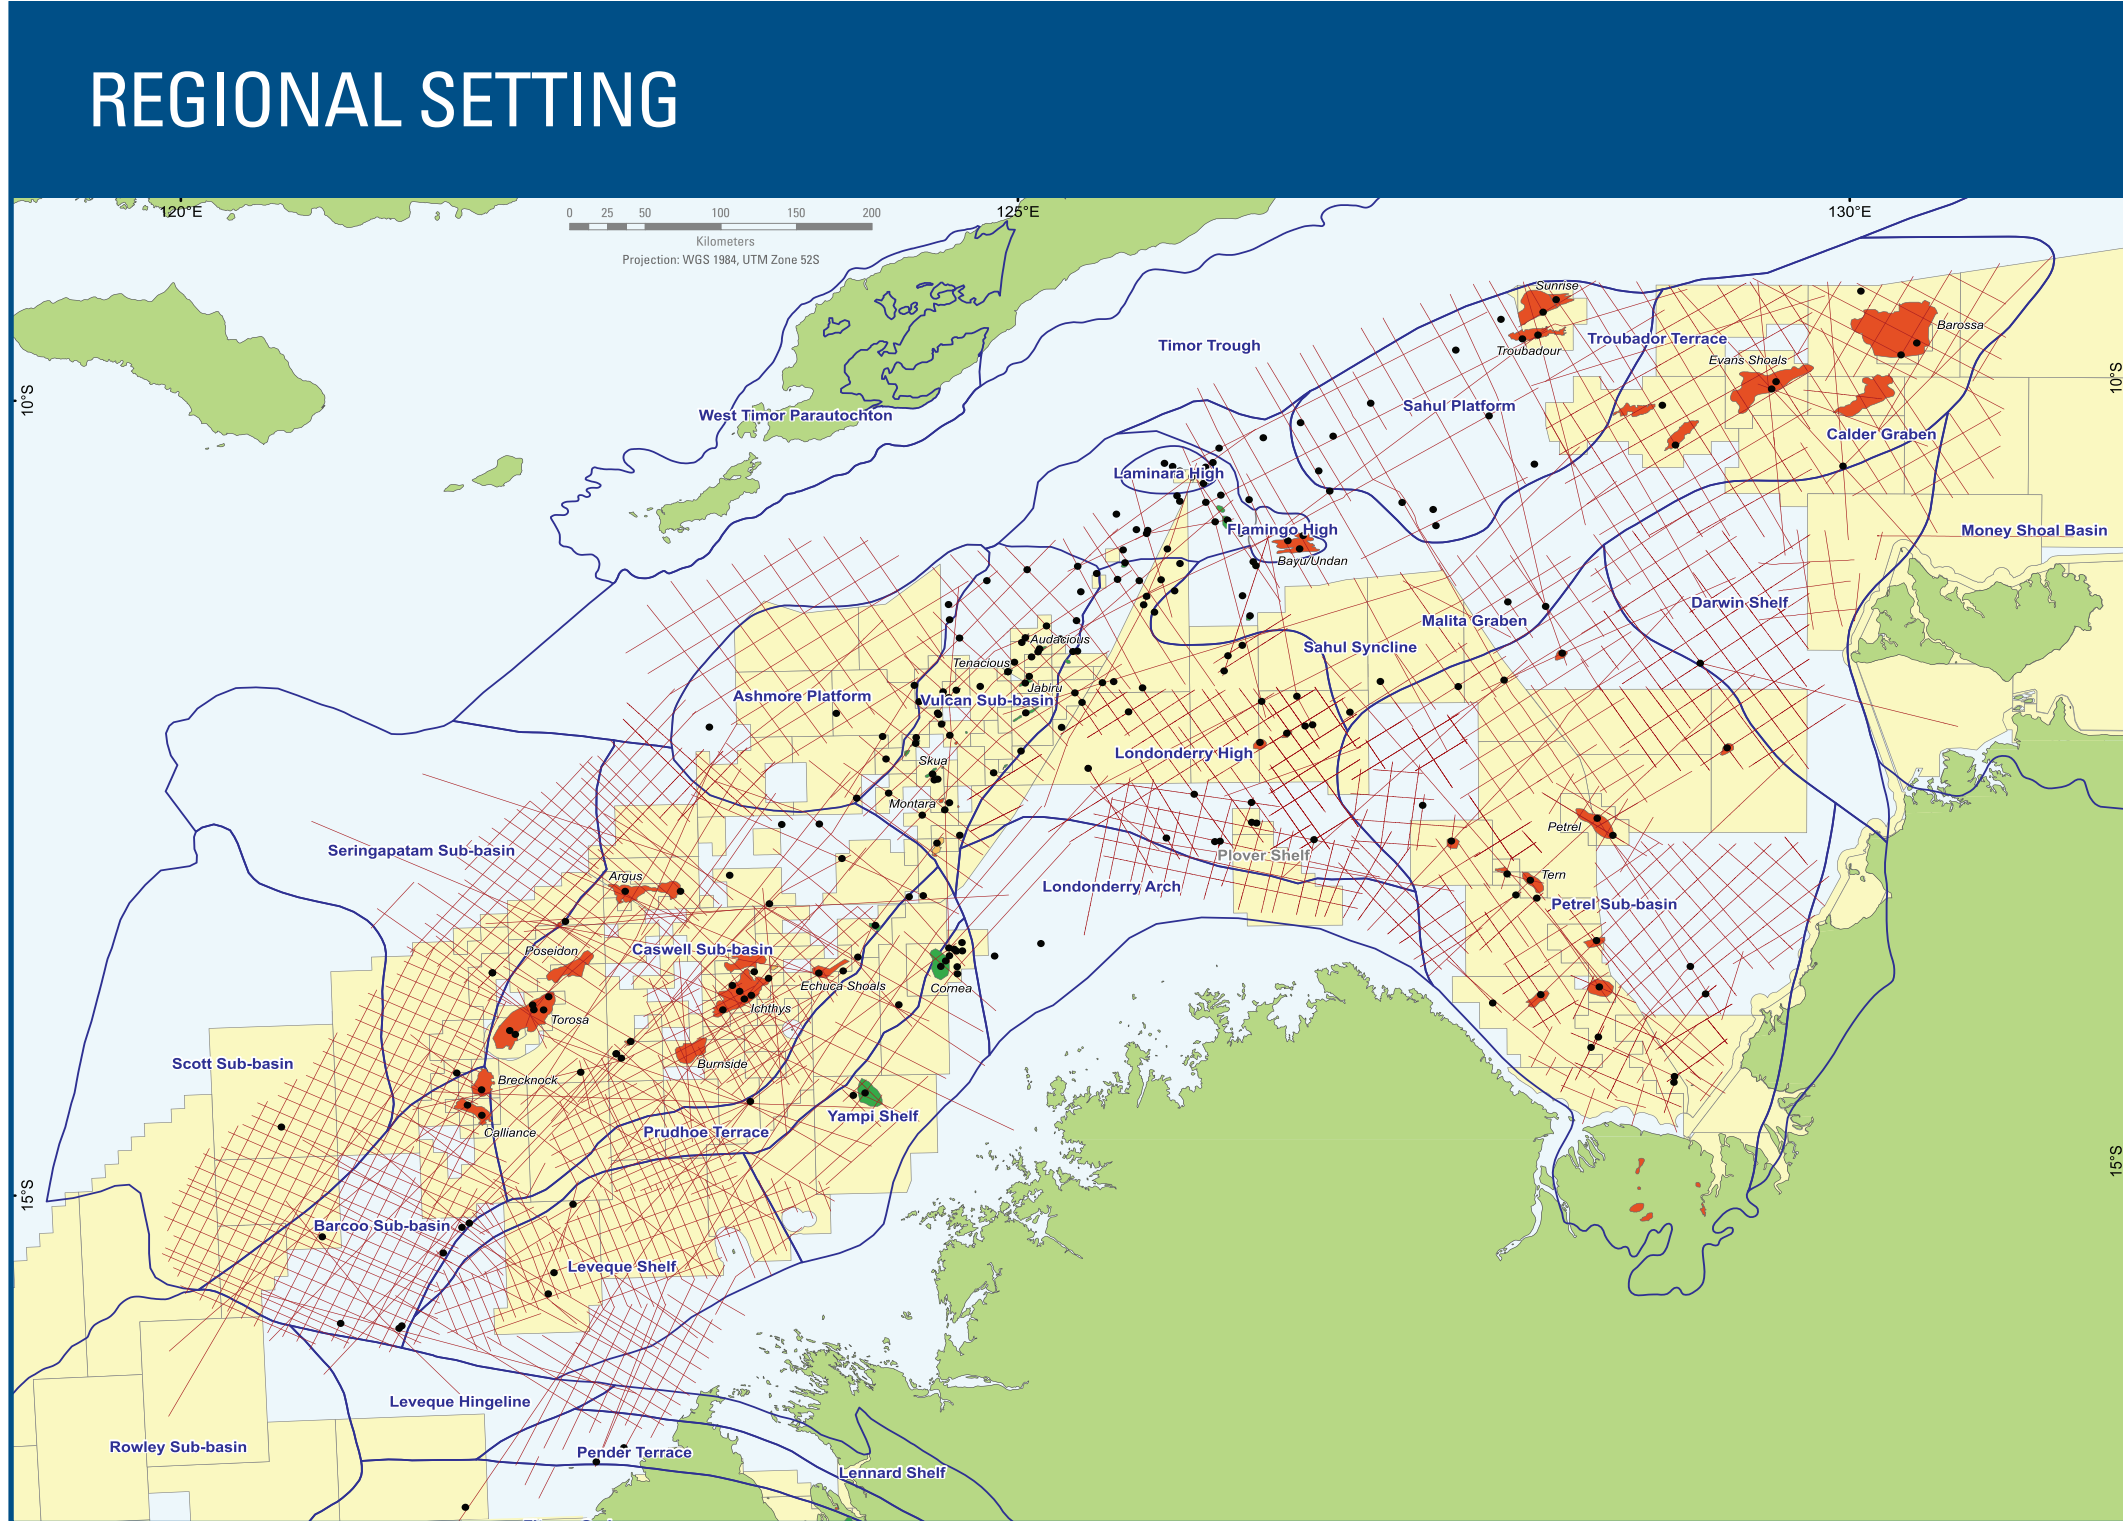 REGIONAL SETTING
120°E
125°E
130°E
0 25 50 100 150 200
Kilometers
Projection: WGS 1984, UTM Zone 52S
Sunrise
Barossa
Troubador Terrace
Timor Trough
Troubadour
Evans Shoals
10°S
10°S
Sahul Platform
West Timor Parautochton
Calder Graben
Laminara High
Flamingo High
Money Shoal Basin
Bayu/Undan
Darwin Shelf
Malita Graben
Audacious
Sahul Syncline
Tenacious
Jabiru
Ashmore Platform
Vulcan Sub-basin
Londonderry High
Skua
Montara
Petrel
Seringapatam Sub-basin
Plover Shelf
Argus
Tern
Londonderry Arch
Petrel Sub-basin
Poseidon
Caswell Sub-basin
Echuca Shoals
Cornea
Ichthys
Torosa
Scott Sub-basin
Burnside
Brecknock
Yampi Shelf
Calliance
Prudhoe Terrace
15°S
15°S
Barcoo Sub-basin
Leveque Shelf
Leveque Hingeline
Rowley Sub-basin
Pender Terrace
Lennard Shelf